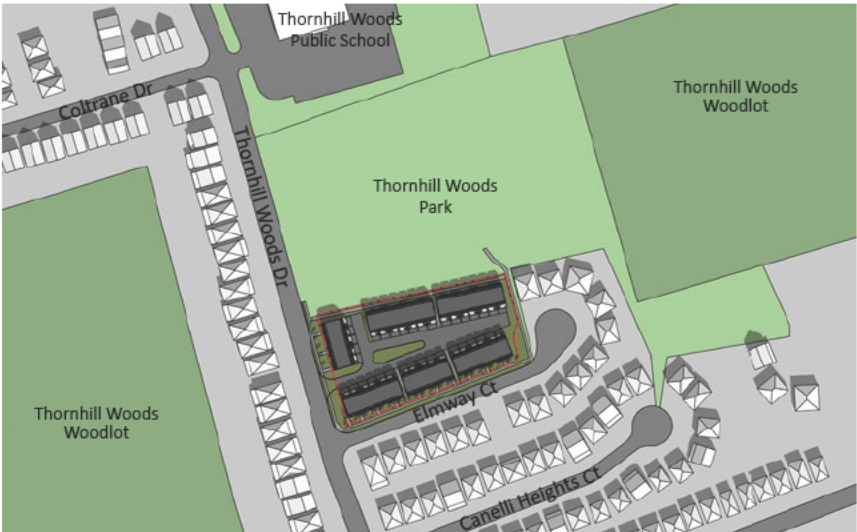 Thornhill Woods
Public School
Coltrane Dr
Thornhill Woods
Woodlot
Thornhill Woods Dr
Thornhill Woods
Park
Elmway Ct
Thornhill Woods
Woodlot
Canelli Heights Ct